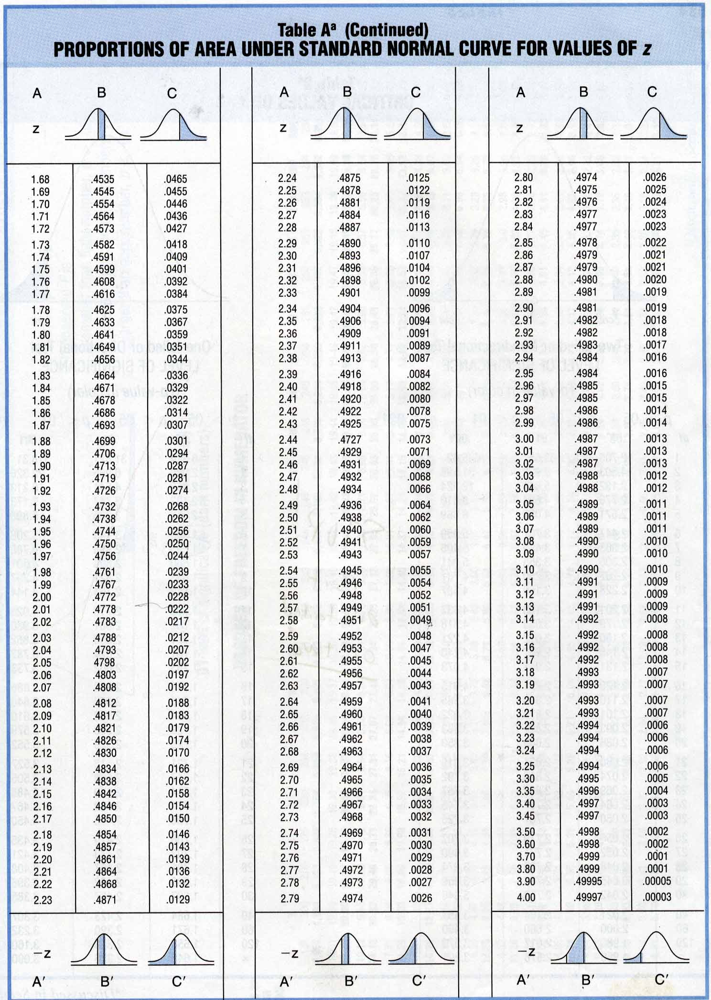 Table Aª (Continued)
PROPORTIONS OF AREA UNDER STANDARD NORMAL CURVE FOR VALUES OF z
A B C A B C A B C
z z z
1.68 .4535 .0465 2.24 .4875 .0125 2.80 .4974 .0026
1.69 .4545 .0455 2.25 .4878 .0122 2.81 .4975 .0025
1.70 .4554 .0446 2.26 .4881 .0119 2.82 .4976 .0024
1.71 .4564 .0436 2.27 .4884 .0116 2.83 .4977 .0023
1.72 .4573 .0427 2.28 .4887 .0113 2.84 .4977 .0023
1.73 .4582 .0418 2.29 .4890 .0110 2.85 .4978 .0022
1.74 .4591 .0409 2.30 .4893 .0107 2.86 .4979 .0021
1.75 .4599 .0401 2.31 .4896 .0104 2.87 .4979 .0021
1.76 .4608 .0392 2.32 .4898 .0102 2.88 .4980 .0020
1.77 .4616 .0384 2.33 .4901 .0099 2.89 .4981 .0019
1.78 .4625 .0375 2.34 .4904 .0096 2.90 .4981 .0019
1.79 .4633 .0367 2.35 .4906 .0094 2.91 .4982 .0018
1.80 .4641 .0359 2.36 .4909 .0091 2.92 .4982 .0018
1.81 .4649 .0351 2.37 .4911 .0089 2.93 .4983 .0017
1.82 .4656 .0344 2.38 .4913 .0087 2.94 .4984 .0016
1.83 .4664 .0336 2.39 .4916 .0084 2.95 .4984 .0016
1.84 .4671 .0329 2.40 .4918 .0082 2.96 .4985 .0015
1.85 .4678 .0322 2.41 .4920 .0080 2.97 .4985 .0015
1.86 .4686 .0314 2.42 .4922 .0078 2.98 .4986 .0014
1.87 .4693 .0307 2.43 .4925 .0075 2.99 .4986 .0014
1.88 .4699 .0301 2.44 .4727 .0073 3.00 .4987 .0013
1.89 .4706 .0294 2.45 .4929 .0071 3.01 .4987 .0013
1.90 .4713 .0287 2.46 .4931 .0069 3.02 .4987 .0013
1.91 .4719 .0281 2.47 .4932 .0068 3.03 .4988 .0012
1.92 .4726 .0274 2.48 .4934 .0066 3.04 .4988 .0012
1.93 .4732 .0268 2.49 .4936 .0064 3.05 .4989 .0011
1.94 .4738 .0262 2.50 .4938 .0062 3.06 .4989 .0011
1.95 .4744 .0256 2.51 .4940 .0060 3.07 .4989 .0011
1.96 .4750 .0250 2.52 .4941 .0059 3.08 .4990 .0010
1.97 .4756 .0244 2.53 .4943 .0057 3.09 .4990 .0010
1.98 .4761 .0239 2.54 .4945 .0055 3.10 .4990 .0010
1.99 .4767 .0233 2.55 .4946 .0054 3.11 .4991 .0009
2.00 .4772 .0228 2.56 .4948 .0052 3.12 .4991 .0009
2.01 .4778 .0222 2.57 .4949 .0051 3.13 .4991 .0009
2.02 .4783 .0217 2.58 .4951 .0049 3.14 .4992 .0008
2.03 .4788 .0212 2.59 .4952 .0048 3.15 .4992 .0008
2.04 .4793 .0207 2.60 .4953 .0047 3.16 .4992 .0008
2.05 4798 .0202 2.61 .4955 .0045 3.17 .4992 .0008
2.06 .4803 .0197 2.62 .4956 .0044 3.18 .4993 .0007
2.07 .4808 .0192 2.63 .4957 .0043 3.19 .4993 .0007
2.08 .4812 .0188 2.64 .4959 .0041 3.20 .4993 .0007
2.09 .4817 .0183 2.65 .4960 .0040 3.21 .4993 .0007
2.10 .4821 .0179 2.66 .4961 .0039 3.22 .4994 .0006
2.11 .4826 .0174 2.67 .4962 .0038 3.23 .4994 .0006
2.12 .4830 .0170 2.68 .4963 .0037 3.24 .4994 .0006
2.13 .4834 .0166 2.69 .4964 .0036 3.25 .4994 .0006
2.14 .4838 .0162 2.70 .4965 .0035 3.30 .4995 .0005
2.15 .4842 .0158 2.71 .4966 .0034 3.35 .4996 .0004
2.16 .4846 .0154 2.72 .4967 .0033 3.40 .4997 .0003
2.17 .4850 .0150 2.73 .4968 .0032 3.45 .4997 .0003
2.18 .4854 .0146 2.74 .4969 .0031 3.50 .4998 .0002
2.19 .4857 .0143 2.75 .4970 .0030 3.60 .4998 .0002
2.20 .4861 .0139 2.76 .4971 .0029 3.70 .4999 .0001
2.21 .4864 .0136 2.77 .4972 .0028 3.80 .4999 .0001
2.22 .4868 .0132 2.78 .4973 .0027 3.90 .49995 .00005
2.23 .4871 .0129 2.79 .4974 .0026 4.00 .49997 .00003
−z −z −z
A′ B′ C′ A′ B′ C′ A′ B′ C′